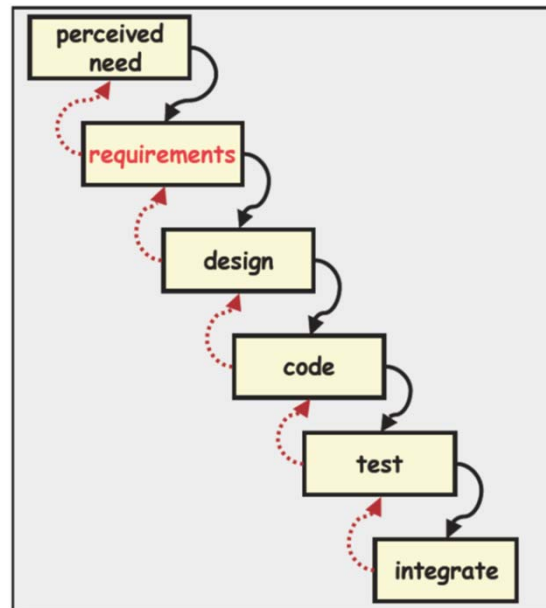 perceived
need
requirements
design
code
test
integrate